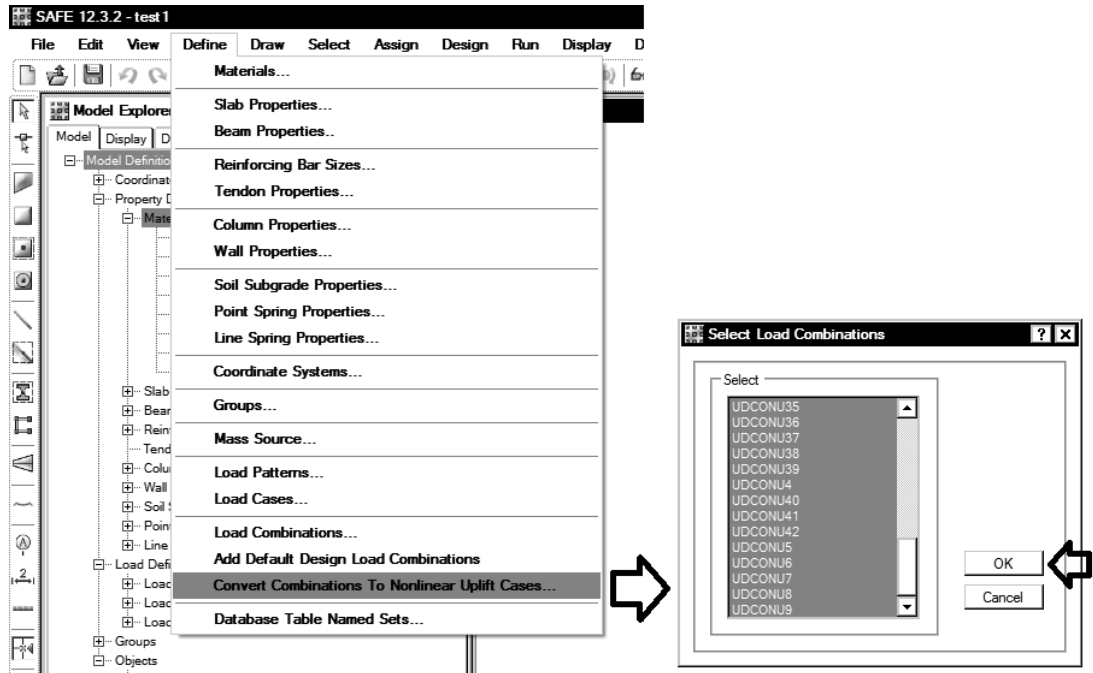 SAFE 12.3.2 - test1
File Edit View Define Draw Select Assign Design Run Display D
Materials...
Model Explore
Slab Properties...
Model Display D
Beam Properties..
Model Definitio
Reinforcing Bar Sizes...
Coordinat
Tendon Properties...
Property D
Mate
Column Properties...
Wall Properties...
Soil Subgrade Properties...
Point Spring Properties...
Line Spring Properties...
Coordinate Systems...
Slab
Groups...
Bear
Rein
Mass Source...
Tend
Load Patterns...
Colu
Wall
Load Cases...
Soil S
Load Combinations...
Poin
Line
Add Default Design Load Combinations
Load Defi
Convert Combinations To Nonlinear Uplift Cases...
Load
Load
Database Table Named Sets...
Load
Groups
Objects
2
Select Load Combinations
Select
UDCONU35
UDCONU36
UDCONU37
UDCONU38
UDCONU39
UDCONU4
UDCONU40
UDCONU41
UDCONU42
UDCONU5
UDCONU6
UDCONU7
UDCONU8
UDCONU9
OK
Cancel